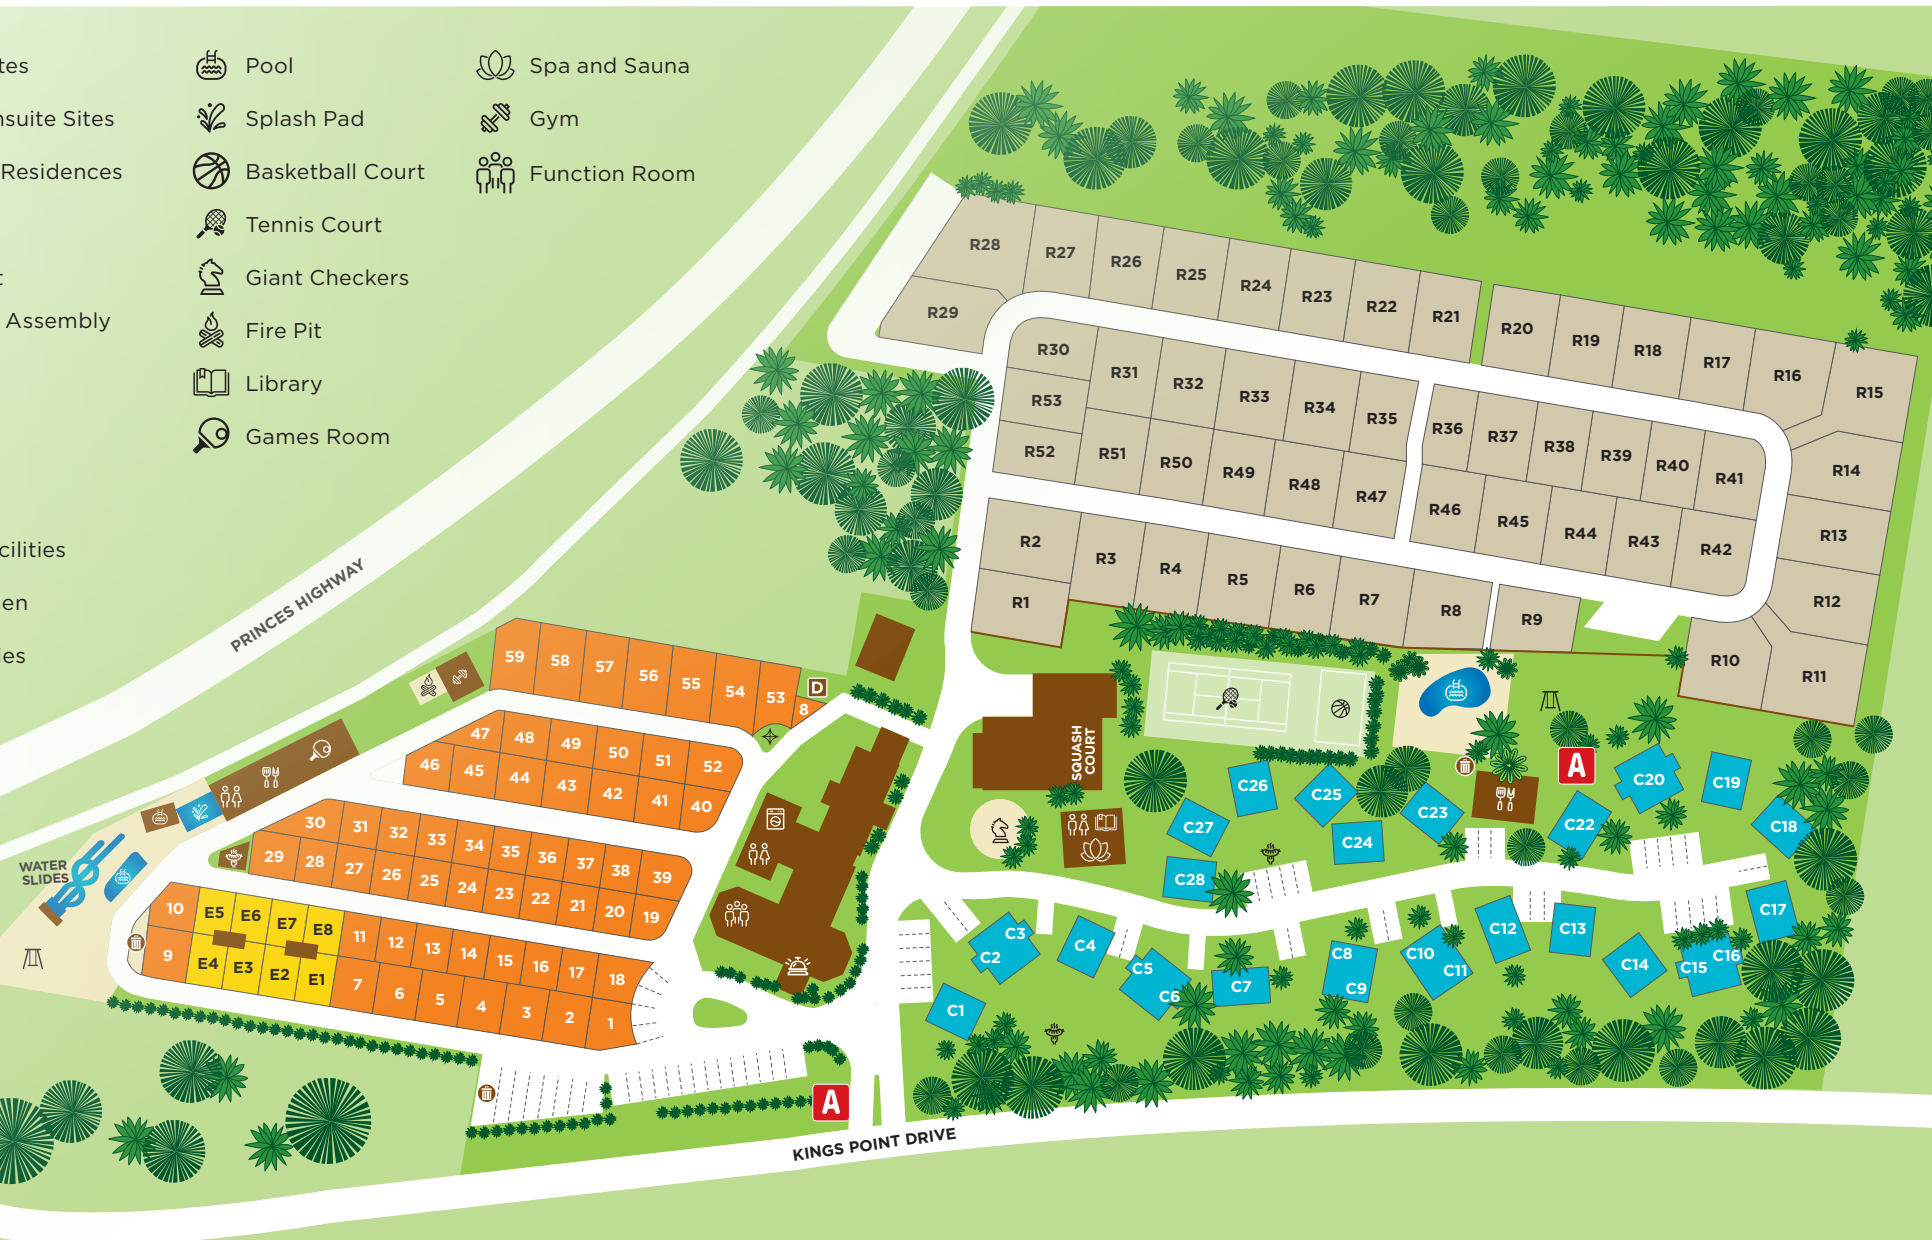 tes
nsuite Sites
Residences
t
Assembly
cilities
en
ies
Pool
Splash Pad
Basketball Court
Tennis Court
Giant Checkers
Fire Pit
Library
Games Room
Spa and Sauna
Gym
Function Room
PRINCES HIGHWAY
R28
R27
R26
R25
R24
R23
R22
R21
R20
R19
R18
R17
R16
R15
R29
R30
R31
R32
R33
R34
R35
R36
R37
R38
R39
R40
R41
R14
R53
R52
R51
R50
R49
R48
R47
R46
R45
R44
R43
R42
R13
R2
R3
R4
R5
R6
R7
R8
R9
R12
R1
R10
R11
59
58
57
56
55
54
53
8
D
47
48
49
50
51
52
46
45
44
43
42
41
40
30
31
32
33
34
35
36
37
38
39
29
28
27
26
25
24
23
22
21
20
19
WATER
SLIDES
10
E5
E6
E7
E8
11
12
13
14
15
16
17
18
9
E4
E3
E2
E1
7
6
5
4
3
2
1
SQUASH
COURT
A
C20
C19
C26
C25
C23
C22
C18
C27
C24
C28
C17
C3
C2
C4
C5
C6
C7
C8
C9
C10
C11
C12
C13
C14
C15
C16
C1
A
KINGS POINT DRIVE